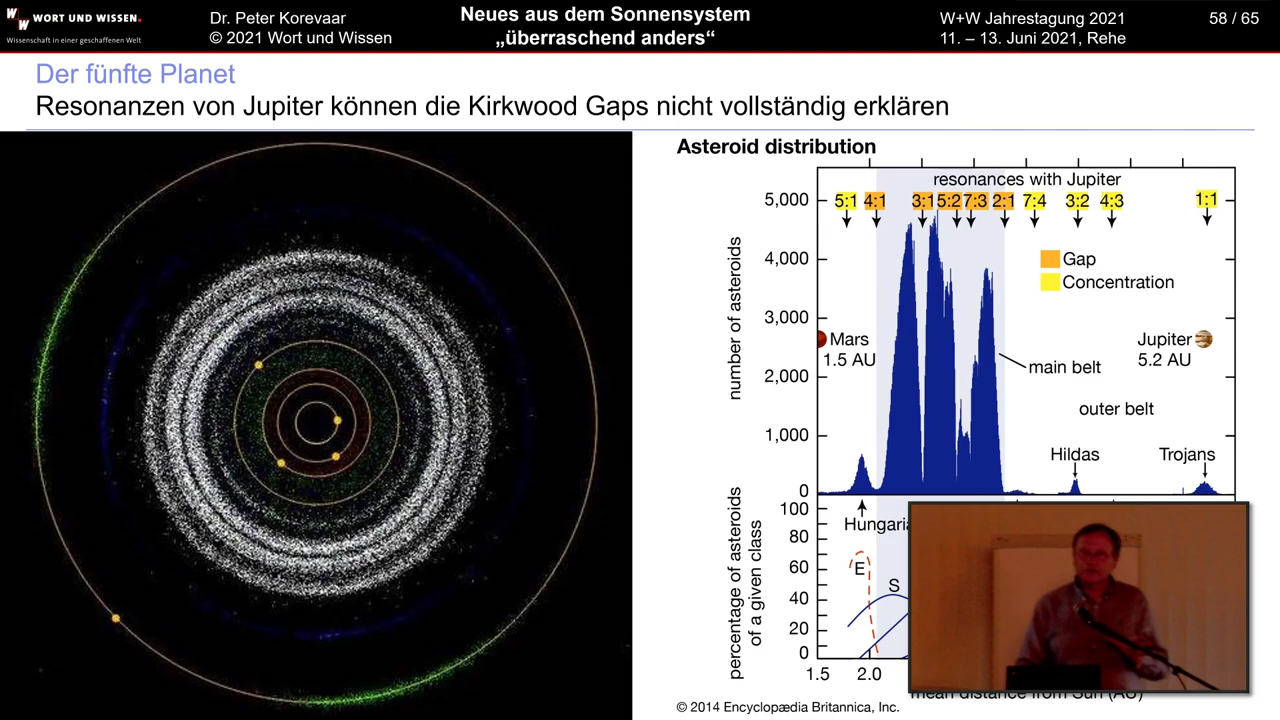 W+W WORT UND WISSEN.
Wissenschaft in einer geschaffenen Welt
Dr. Peter Korevaar
© 2021 Wort und Wissen
Neues aus dem Sonnensystem
„überraschend anders“
W+W Jahrestagung 2021
11. – 13. Juni 2021, Rehe
58 / 65
Der fünfte Planet
Resonanzen von Jupiter können die Kirkwood Gaps nicht vollständig erklären
Asteroid distribution
resonances with Jupiter
5:1 4:1 3:1 5:2 7:3 2:1 7:4 3:2 4:3 1:1
Gap
Concentration
number of asteroids
5,000
4,000
3,000
2,000
1,000
0
Mars
1.5 AU
Jupiter
5.2 AU
main belt
outer belt
Hildas
Trojans
Hungaria
percentage of asteroids
of a given class
100
80
60
40
20
0
E
S
1.5 2.0
mean distance from Sun (AU)
© 2014 Encyclopædia Britannica, Inc.